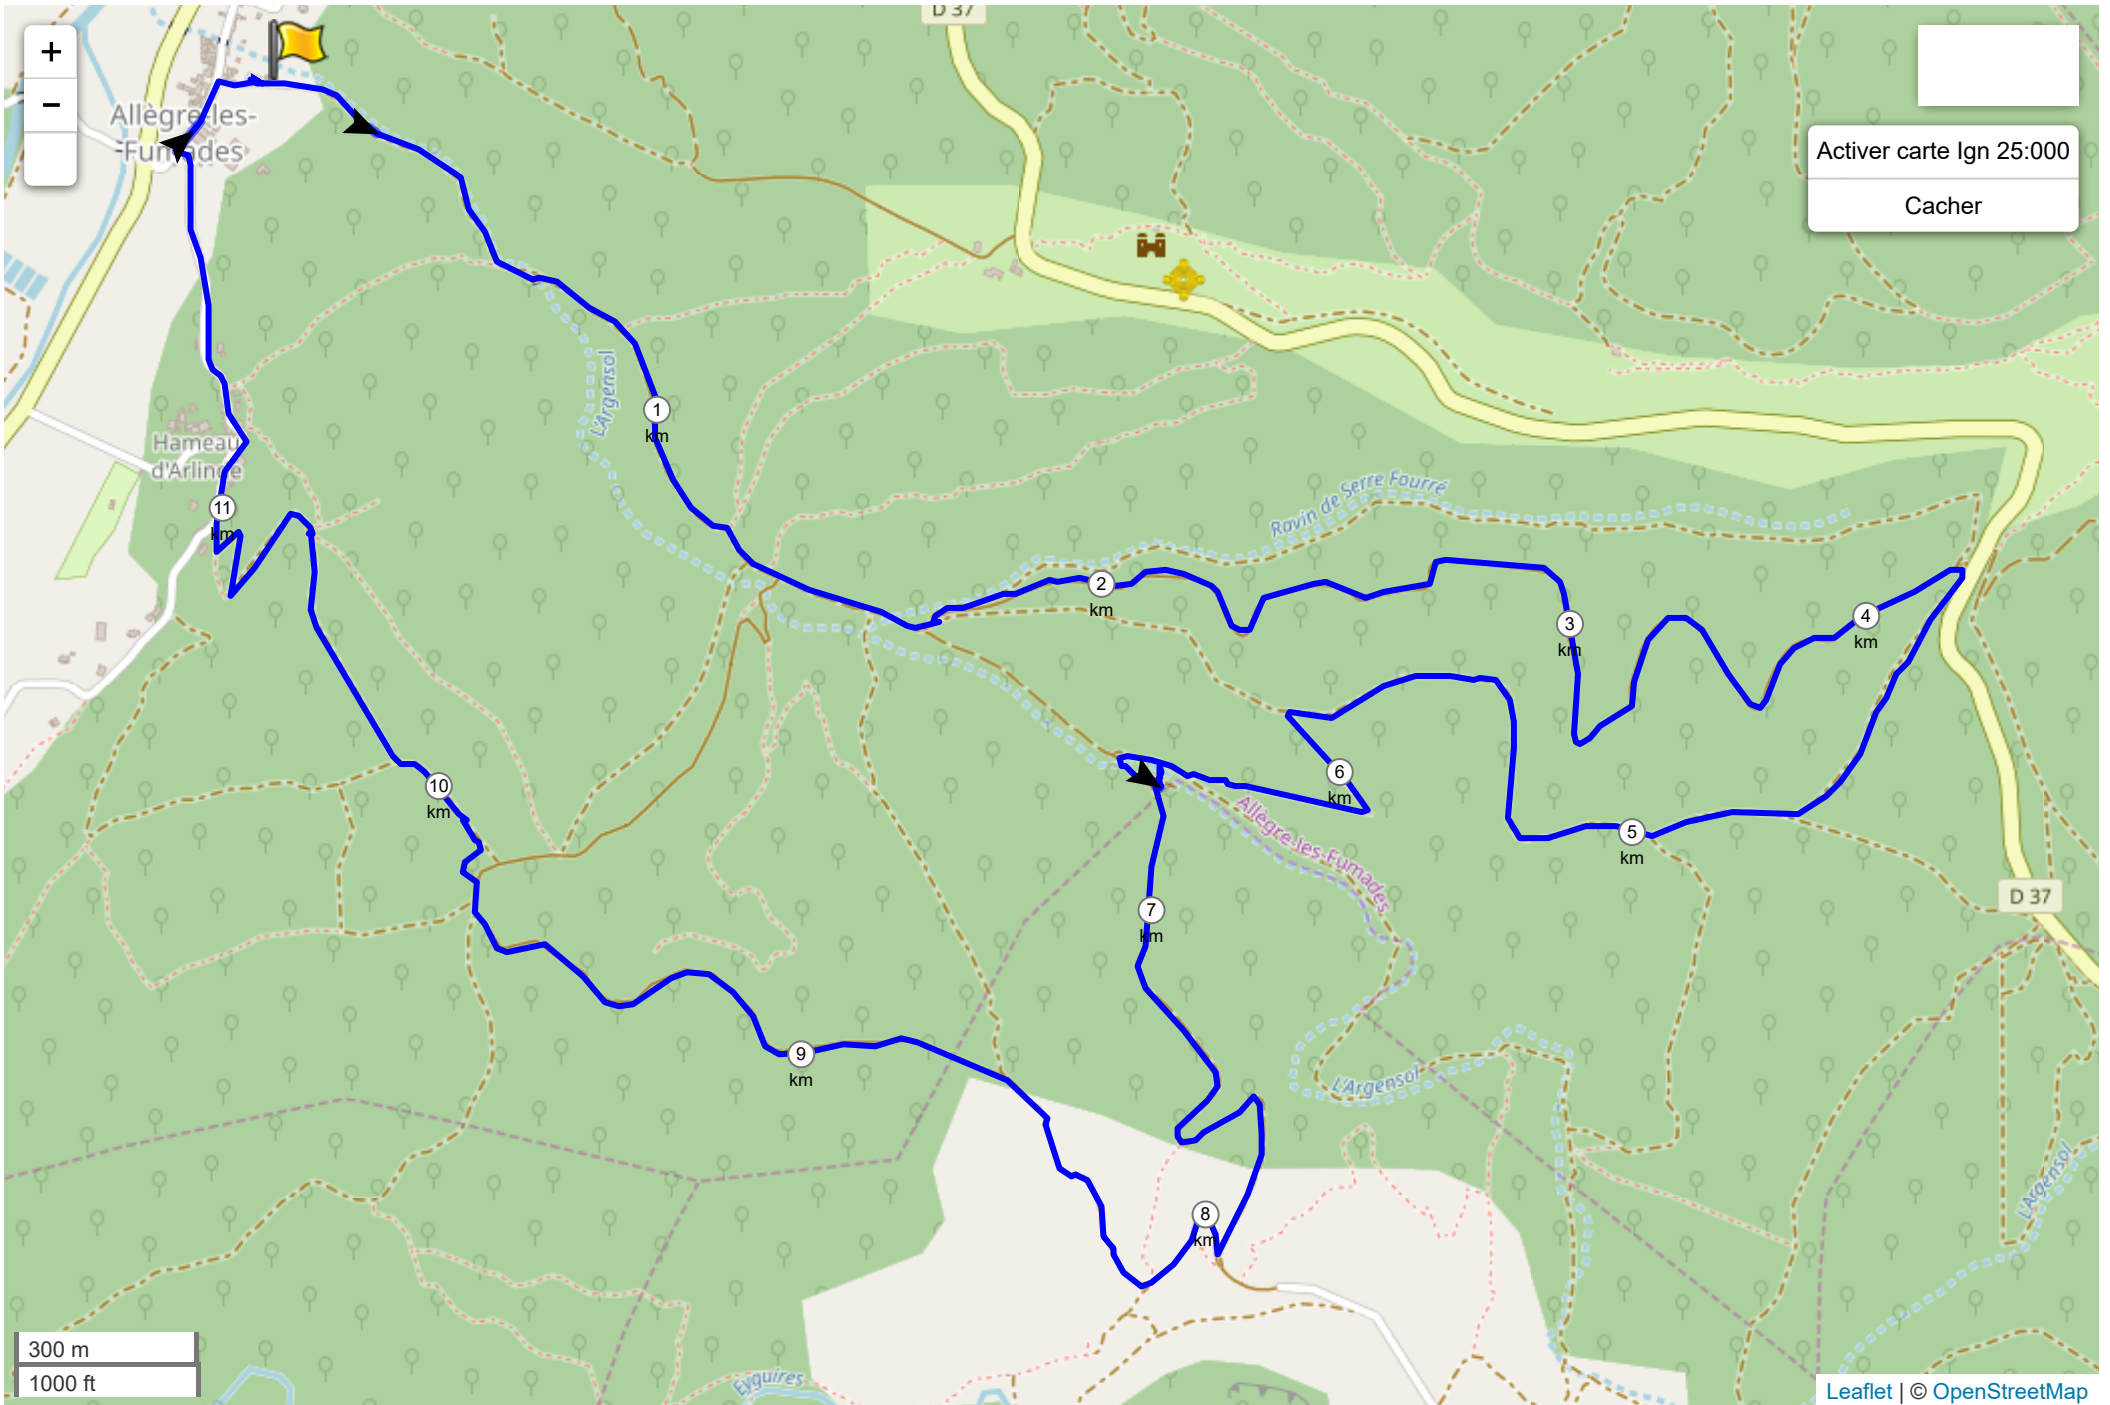 D 37
+
−
Allègre-les-
-Fumades
Activer carte Ign 25:000
Cacher
L'Argensol
1
km
Hameau
d'Arlinde
11
km
Ravin de Serre Fourré
2
km
3
km
4
km
5
km
6
km
Allègre-les-Fumades
10
km
D 37
7
km
9
km
L'Argensol
L'Argensol
8
km
300 m
1000 ft
Eyguires
Leaflet | © OpenStreetMap